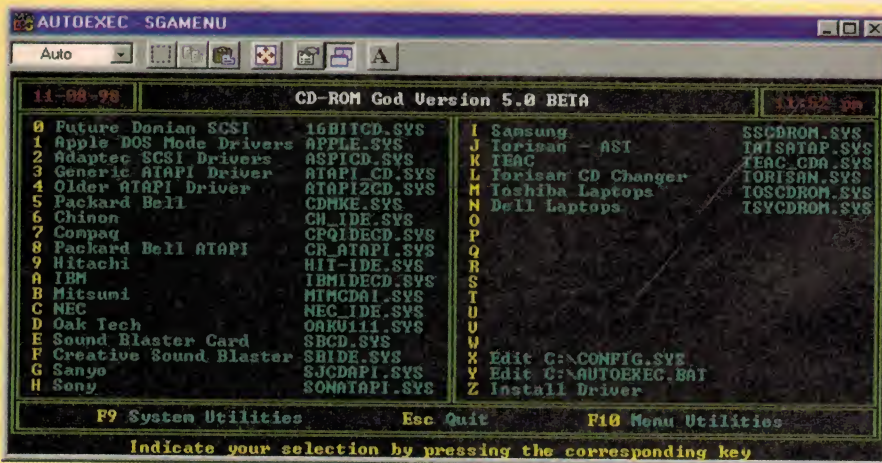 AUTOEXEC - SGAMENU
Auto
A
11-08-98 CD-ROM God Version 5.0 BETA 11:52 pm
0 Future Domian SCSI 16BITCD.SYS
1 Apple DOS Mode Drivers APPLE.SYS
2 Adaptec SCSI Drivers ASPICD.SYS
3 Generic ATAPI Driver ATAPI_CD.SYS
4 Older ATAPI Driver ATAPI2CD.SYS
5 Packard Bell CDMKE.SYS
6 Chinon CH_IDE.SYS
7 Compaq CPQIDECD.SYS
8 Packard Bell ATAPI CR_ATAPI.SYS
9 Hitachi HIT-IDE.SYS
A IBM IBMIDECD.SYS
B Mitsumi MTMCDAI.SYS
C NEC NEC_IDE.SYS
D Oak Tech OAKV111.SYS
E Sound Blaster Card SBCD.SYS
F Creative Sound Blaster SBIDE.SYS
G Sanyo SJCDAPI.SYS
H Sony SONATAPI.SYS
I Samsung SSCDROM.SYS
J Torisan - AST TAISATAP.SYS
K TEAC TEAC_CDA.SYS
L Torisan CD Changer TORISAN.SYS
M Toshiba Laptops TOSCDROM.SYS
N Dell Laptops TSYCDROM.SYS
O
P
Q
R
S
T
U
V
W
X Edit C:\CONFIG.SYS
Y Edit C:\AUTOEXEC.BAT
Z Install Driver
F9 System Utilities Esc Quit F10 Menu Utilities
Indicate your selection by pressing the corresponding key